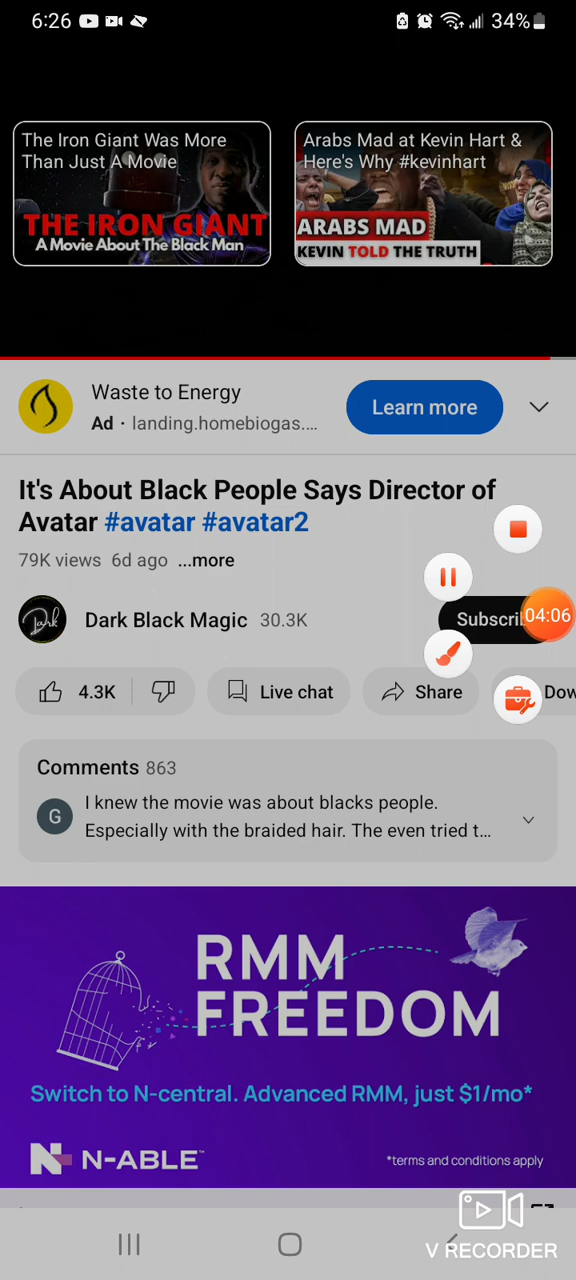 6:26
34%
The Iron Giant Was More
Than Just A Movie
THE IRON GIANT
A Movie About The Black Man
Arabs Mad at Kevin Hart &
Here's Why #kevinhart
ARABS MAD
KEVIN TOLD THE TRUTH
Waste to Energy
Ad · landing.homebiogas....
Learn more
It's About Black People Says Director of
Avatar #avatar #avatar2
79K views 6d ago ...more
Dark
Dark Black Magic 30.3K
Subscri
04:06
4.3K
Live chat
Share
Dow
Comments 863
G
I knew the movie was about blacks people.
Especially with the braided hair. The even tried t...
RMM
FREEDOM
Switch to N-central. Advanced RMM, just $1/mo*
N-ABLE™
*terms and conditions apply
V RECORDER